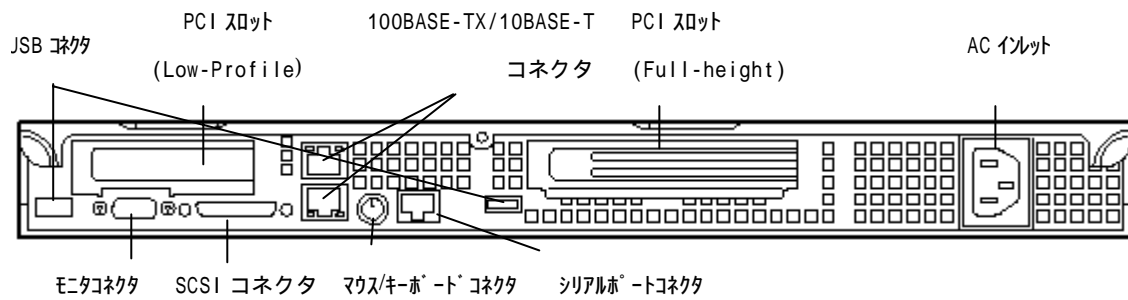 PCI ｽﾛｯﾄ
100BASE-TX/10BASE-T
PCI ｽﾛｯﾄ
JSB ｺﾈｸﾀ
AC ｲﾝﾚｯﾄ
(Low-Profile)
コネクタ
(Full-height)
ﾓﾆﾀｺﾈｸﾀ
SCSI コネクタ
ﾏｳｽ/ｷｰﾎﾞｰﾄﾞｺﾈｸﾀ
ｼﾘｱﾙﾎﾟｰﾄｺﾈｸﾀ